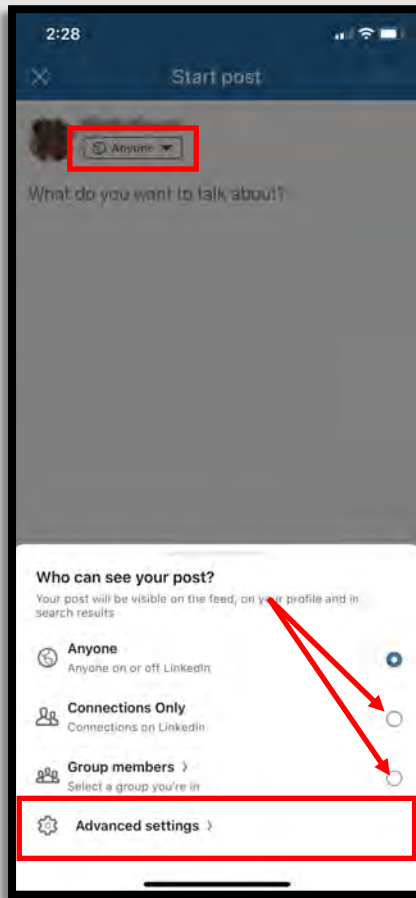 2:28
Start post
Anyone
What do you want to talk about?
Who can see your post?
Your post will be visible on the feed, on your profile and in
search results
Anyone
Anyone on or off LinkedIn
Connections Only
Connections on LinkedIn
Group members
Select a group you're in
Advanced settings